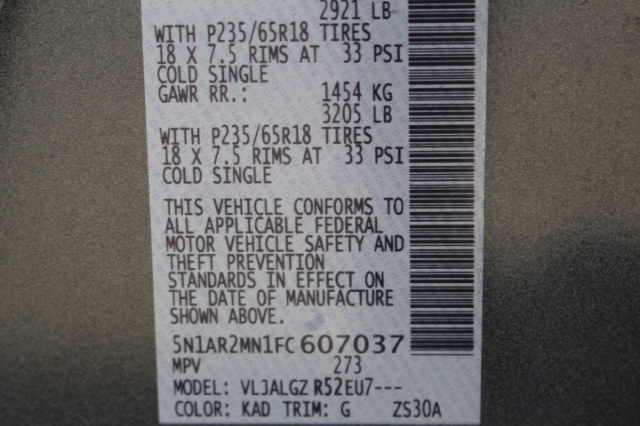 2921 LB
WITH P235/65R18 TIRES
18 X 7.5 RIMS AT 33 PSI
COLD SINGLE
GAWR RR.: 1454 KG
3205 LB
WITH P235/65R18 TIRES
18 X 7.5 RIMS AT 33 PSI
COLD SINGLE
THIS VEHICLE CONFORMS TO
ALL APPLICABLE FEDERAL
MOTOR VEHICLE SAFETY AND
THEFT PREVENTION
STANDARDS IN EFFECT ON
THE DATE OF MANUFACTURE
SHOWN ABOVE.
5N1AR2MN1FC607037
MPV 273
MODEL: VLJALGZ R52EU7---
COLOR: KAD TRIM: G ZS30A